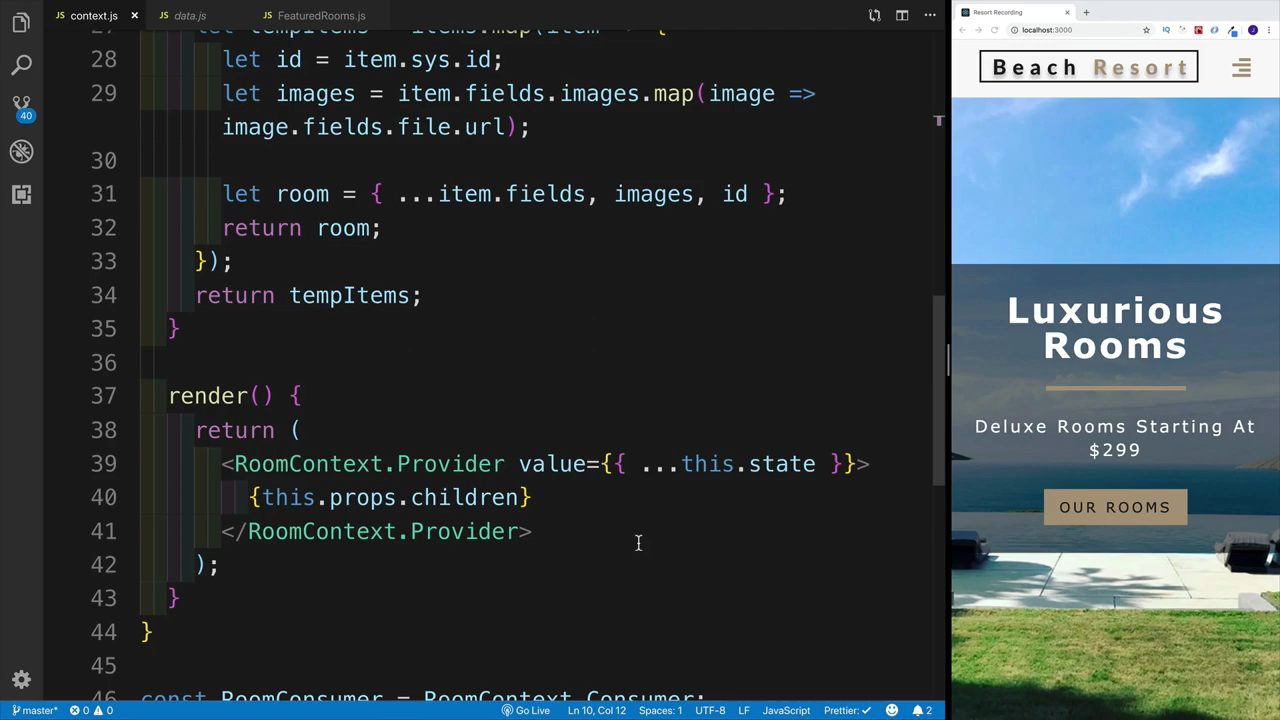 context.js
data.js
FeaturedRooms.js
28 let id = item.sys.id;
29 let images = item.fields.images.map(image =>
image.fields.file.url);
30
31 let room = { ...item.fields, images, id };
32 return room;
33 });
34 return tempItems;
35 }
36
37 render() {
38 return (
39 <RoomContext.Provider value={{ ...this.state }}>
40 {this.props.children}
41 </RoomContext.Provider>
42 );
43 }
44 }
45
46 const RoomConsumer = RoomContext.Consumer;
40
master*
0 0
Go Live
Ln 10, Col 12
Spaces: 1
UTF-8
LF
JavaScript
Prettier: ✓
2
Resort Recording
localhost:3000
Beach Resort
Luxurious
Rooms
Deluxe Rooms Starting At
$299
OUR ROOMS